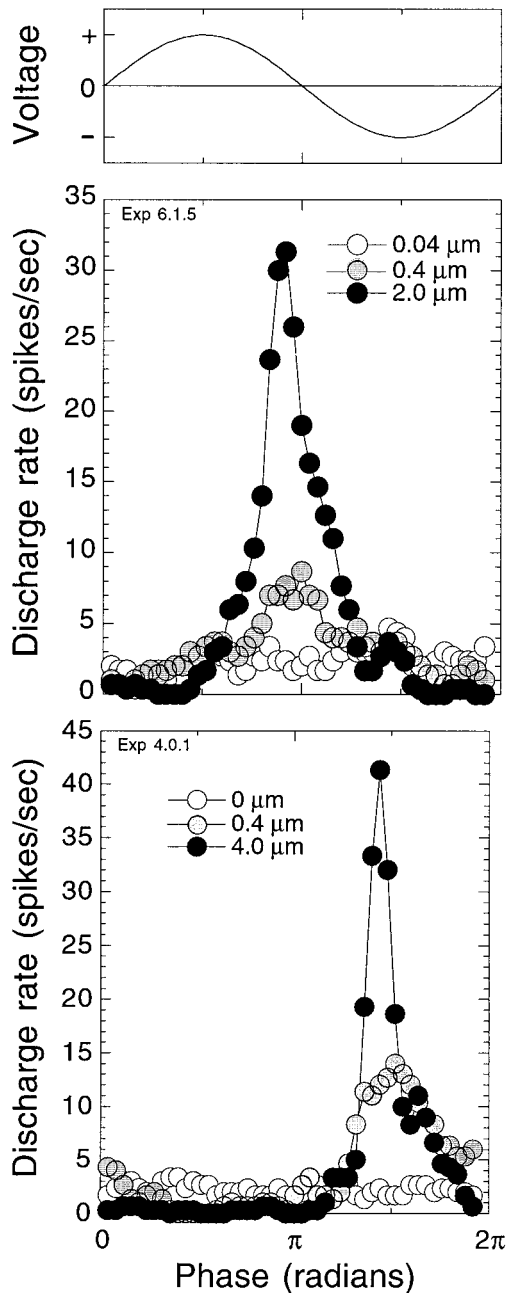 Voltage
+
0
−
Discharge rate (spikes/sec)
35
30
25
20
15
10
5
0
Exp 6.1.5
0.04 µm
0.4 µm
2.0 µm
Discharge rate (spikes/sec)
45
40
35
30
25
20
15
10
5
0
Exp 4.0.1
0 µm
0.4 µm
4.0 µm
0
π
2π
Phase (radians)